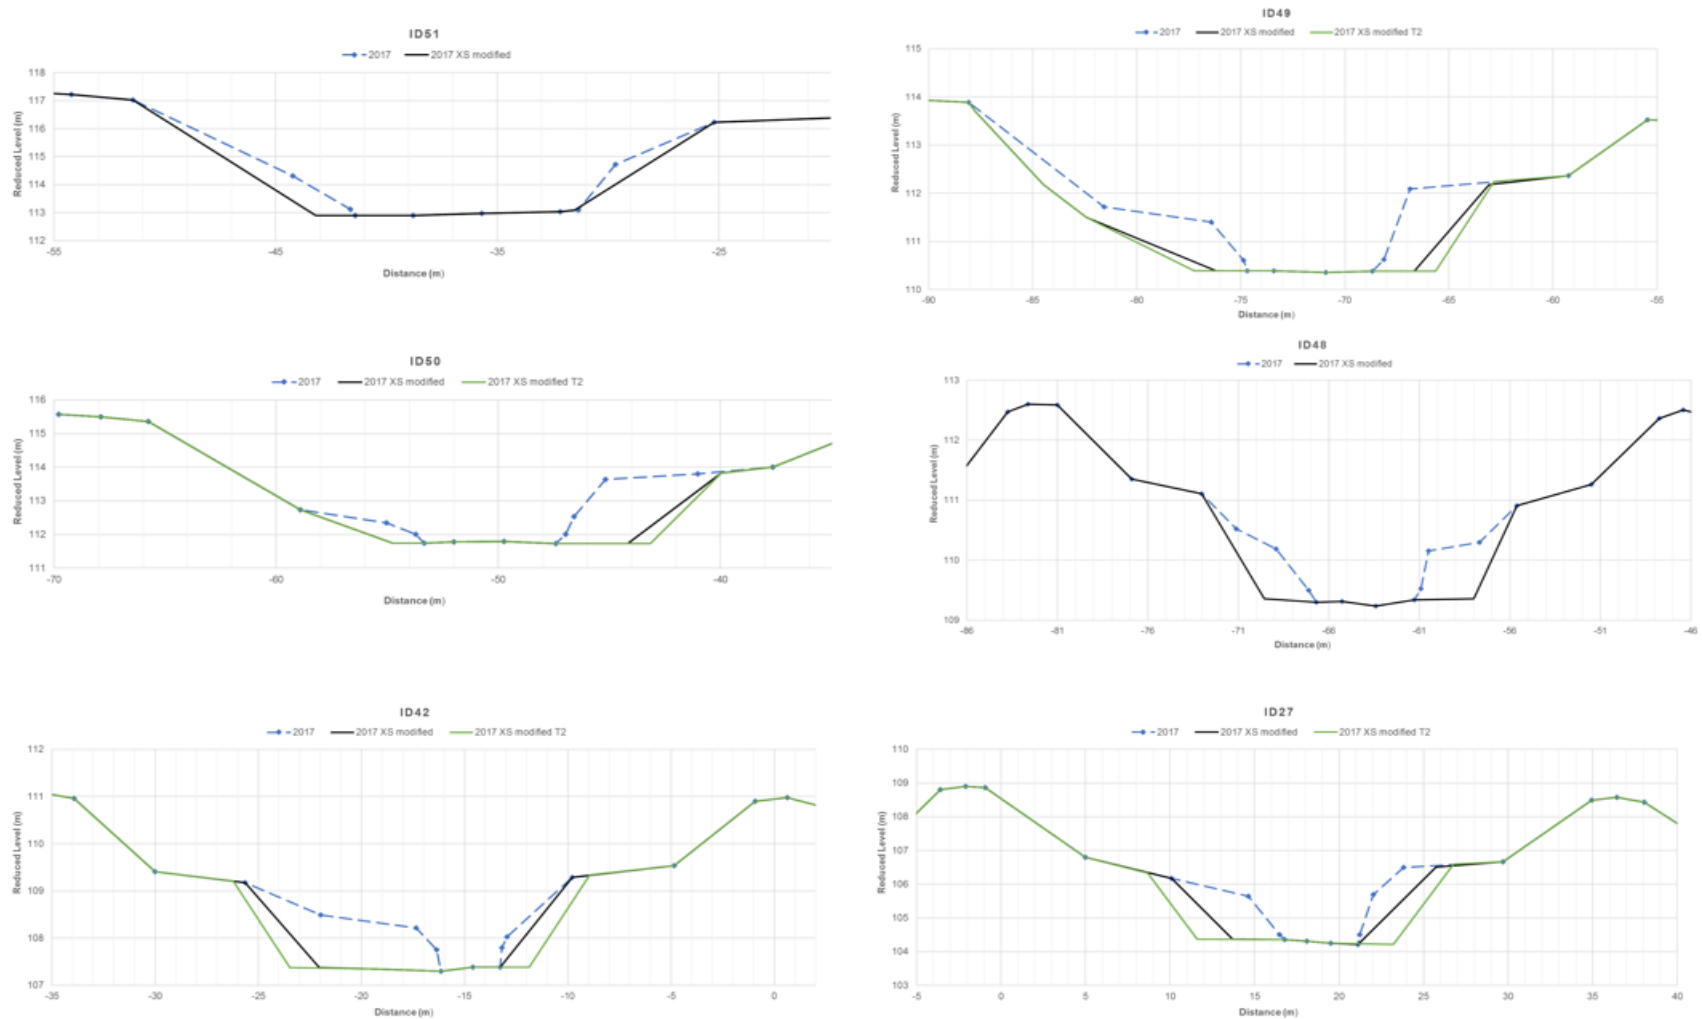 ID51
2017 2017 XS modified
118
117
116
115
114
113
112
Reduced Level (m)
-55 -45 -35 -25
Distance (m)
ID49
2017 2017 XS modified 2017 XS modified T2
115
114
113
112
111
110
Reduced Level (m)
-90 -85 -80 -75 -70 -65 -60 -55
Distance (m)
ID50
2017 2017 XS modified 2017 XS modified T2
116
115
114
113
112
111
Reduced Level (m)
-70 -60 -50 -40
Distance (m)
ID48
2017 2017 XS modified
113
112
111
110
109
Reduced Level (m)
-86 -81 -76 -71 -66 -61 -56 -51 -46
Distance (m)
ID42
2017 2017 XS modified 2017 XS modified T2
112
111
110
109
108
107
Reduced Level (m)
-35 -30 -25 -20 -15 -10 -5 0
Distance (m)
ID27
2017 2017 XS modified 2017 XS modified T2
110
109
108
107
106
105
104
103
Reduced Level (m)
-5 0 5 10 15 20 25 30 35 40
Distance (m)